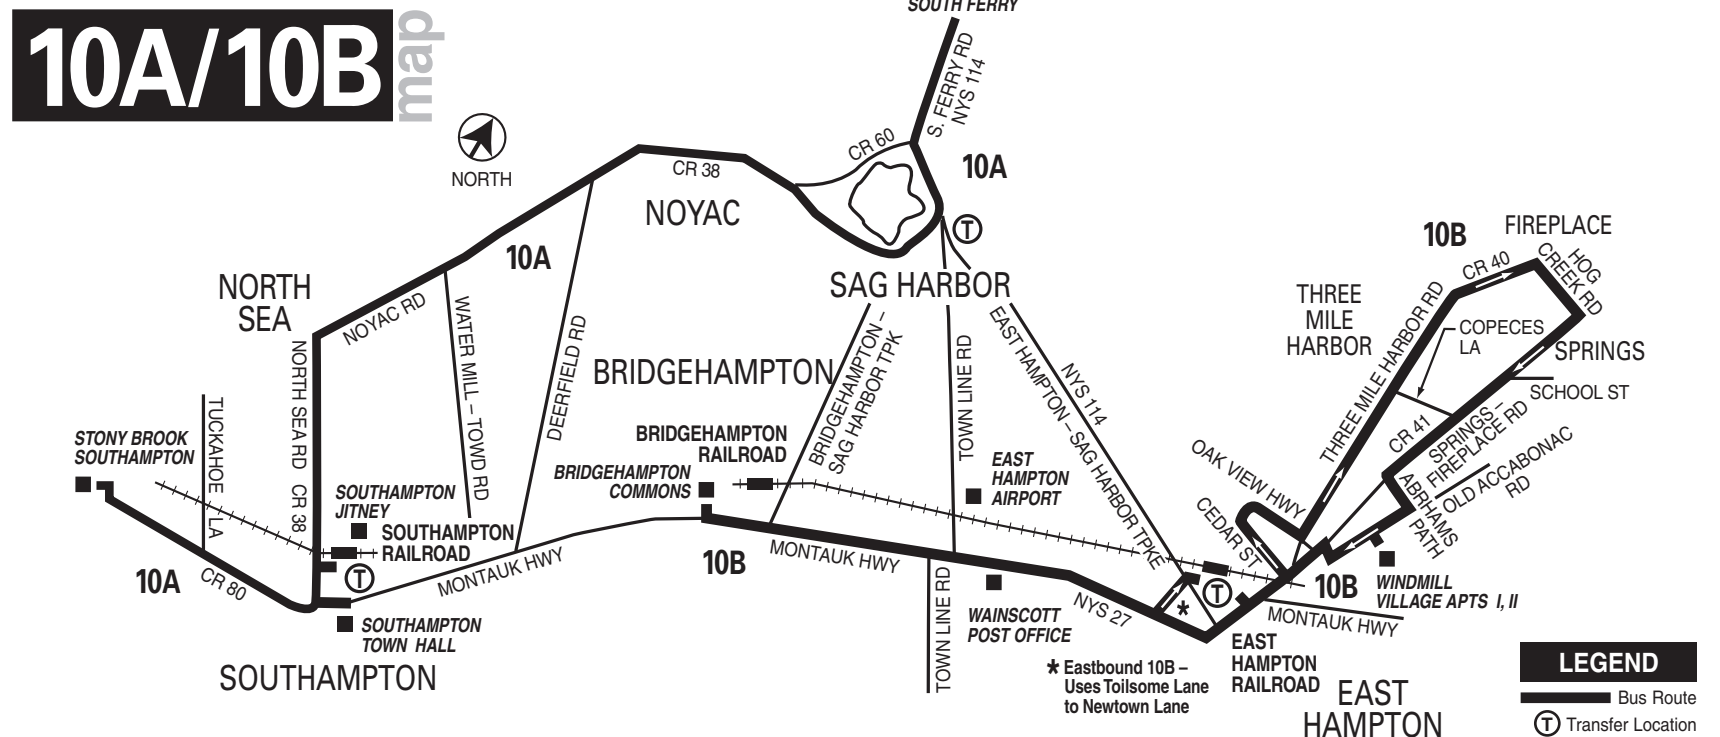 10A/10B
map
SOUTH FERRY
S. FERRY RD
NYS 114
CR 60
10A
NORTH
CR 38
NOYAC
T
10A
SAG HARBOR
NORTH
SEA
NOYAC RD
WATER MILL – TOWD RD
DEERFIELD RD
NORTH SEA RD CR 38
BRIDGEHAMPTON
BRIDGEHAMPTON –
SAG HARBOR TPK
TOWN LINE RD
NYS 114
EAST HAMPTON – SAG HARBOR TPKE
10B
FIREPLACE
CR 40
HOG
CREEK RD
THREE
MILE
HARBOR
THREE MILE HARBOR RD
COPECES
LA
SPRINGS
SCHOOL ST
CR 41
SPRINGS –
FIREPLACE RD
OLD ACCABONAC
RD
ABRAHMS
PATH
OAK VIEW HWY
CEDAR ST
TUCKAHOE LA
STONY BROOK
SOUTHAMPTON
BRIDGEHAMPTON
RAILROAD
BRIDGEHAMPTON
COMMONS
EAST
HAMPTON
AIRPORT
SOUTHAMPTON
JITNEY
SOUTHAMPTON
RAILROAD
T
10A
CR 80
MONTAUK HWY
10B
MONTAUK HWY
TOWN LINE RD
WAINSCOTT
POST OFFICE
NYS 27
*
T
10B
WINDMILL
VILLAGE APTS I, II
MONTAUK HWY
SOUTHAMPTON
TOWN HALL
SOUTHAMPTON
* Eastbound 10B –
Uses Toilsome Lane
to Newtown Lane
EAST
HAMPTON
RAILROAD
EAST
HAMPTON
LEGEND
Bus Route
T Transfer Location